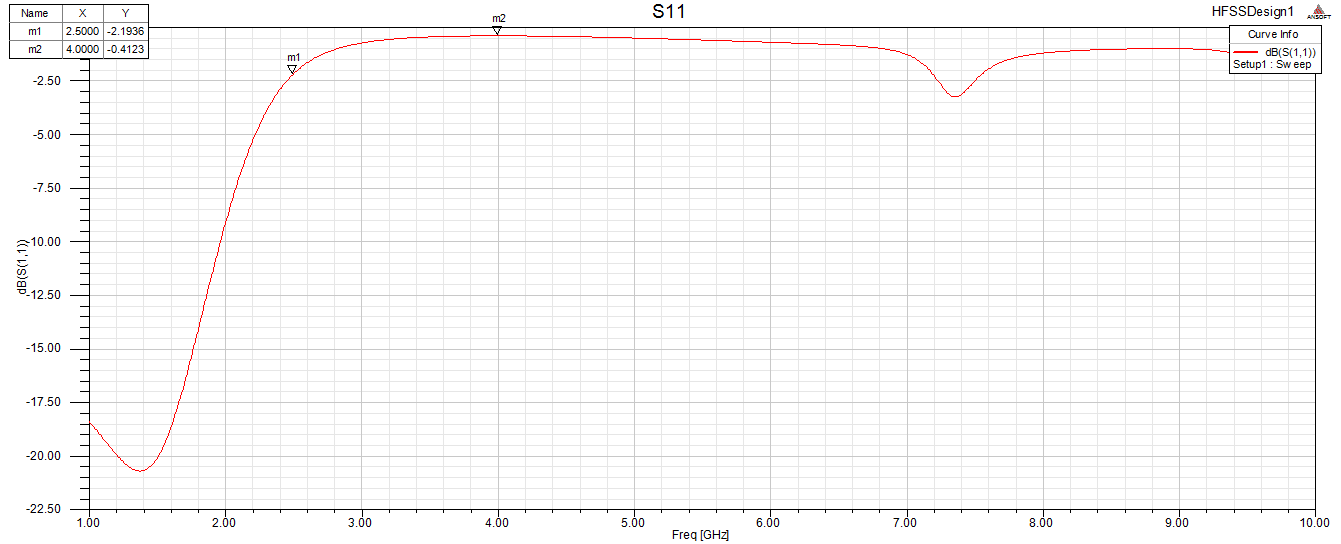 S11
HFSSDesign1
ANSOFT
Name X Y
m1 2.5000 -2.1936
m2 4.0000 -0.4123
m1
m2
Curve Info
dB(S(1,1))
Setup1 : Sweep
-2.50
-5.00
-7.50
-10.00
-12.50
-15.00
-17.50
-20.00
-22.50
dB(S(1,1))
1.00 2.00 3.00 4.00 5.00 6.00 7.00 8.00 9.00 10.00
Freq [GHz]